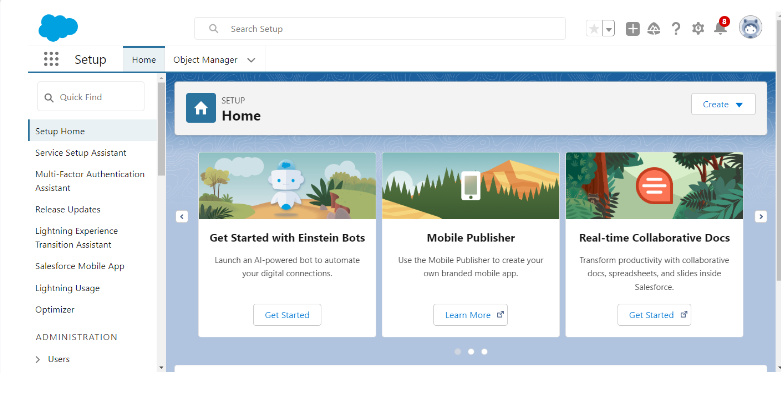 Search Setup
8
Setup
Home
Object Manager
Quick Find
Setup Home
Service Setup Assistant
Multi-Factor Authentication
Assistant
Release Updates
Lightning Experience
Transition Assistant
Salesforce Mobile App
Lightning Usage
Optimizer
ADMINISTRATION
Users
SETUP
Home
Create
Get Started with Einstein Bots
Launch an AI-powered bot to automate
your digital connections.
Get Started
Mobile Publisher
Use the Mobile Publisher to create your
own branded mobile app.
Learn More
Real-time Collaborative Docs
Transform productivity with collaborative
docs, spreadsheets, and slides inside
Salesforce.
Get Started